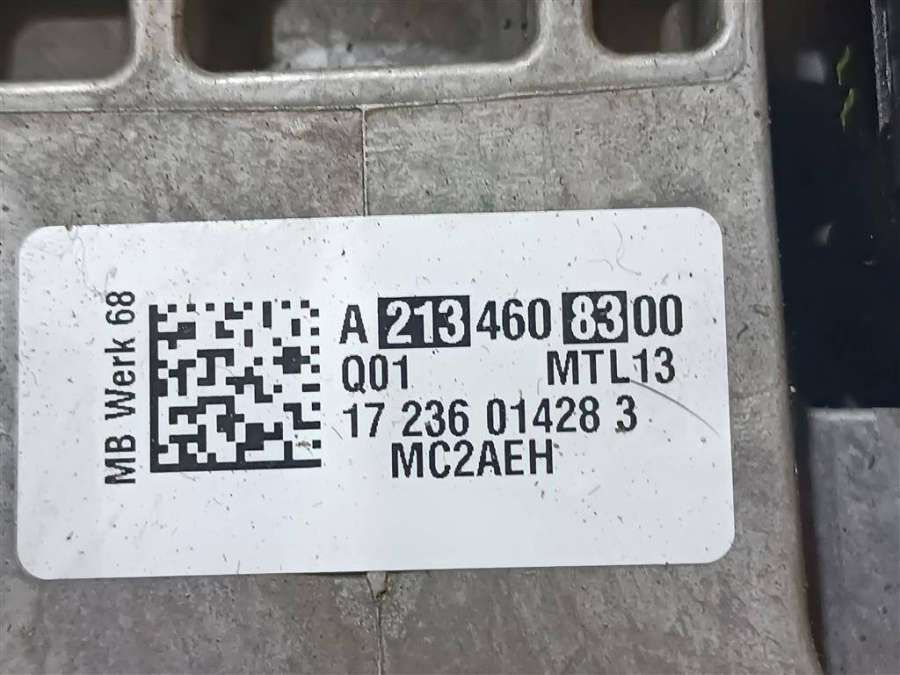 MB Werk 68
A 213 460 83 00
Q01 MTL13
17 236 01428 3
MC2AEH